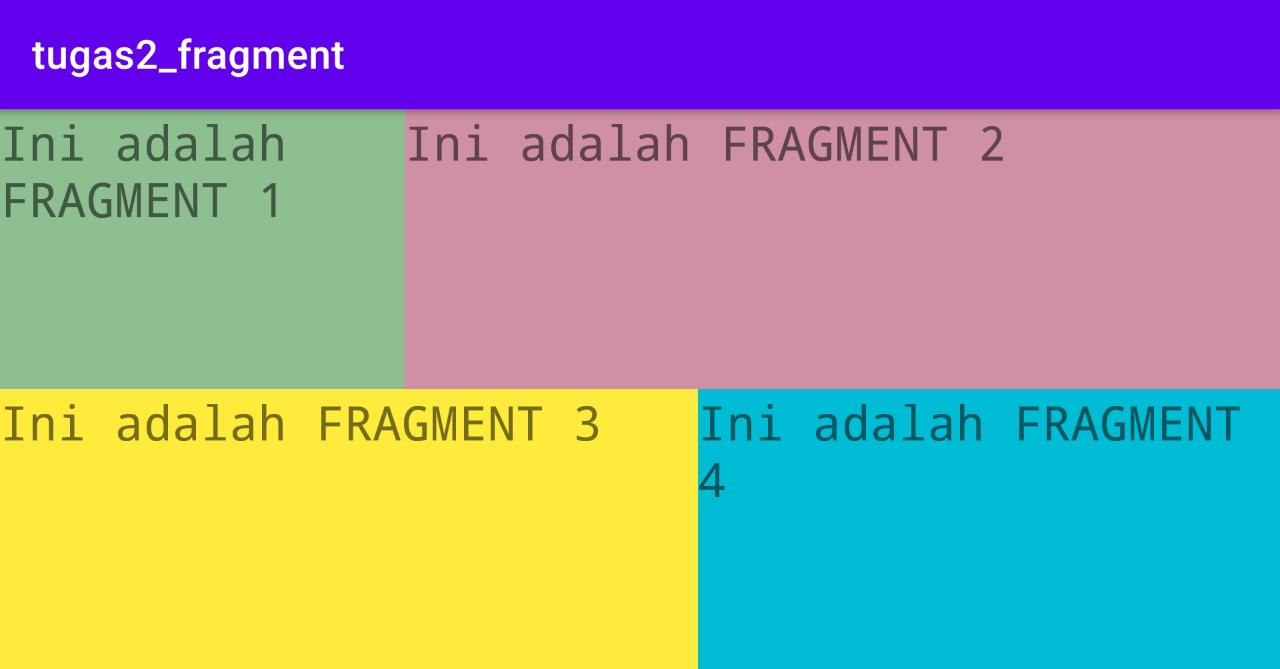 tugas2_fragment
Ini adalah
FRAGMENT 1
Ini adalah FRAGMENT 2
Ini adalah FRAGMENT 3
Ini adalah FRAGMENT
4